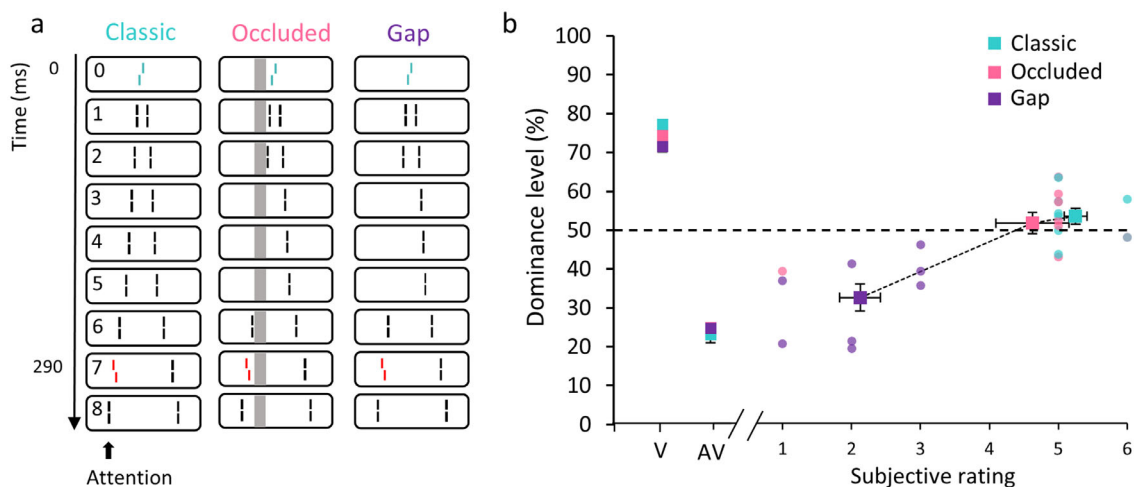 a
Classic
Occluded
Gap
Time (ms)
0
290
0
1
2
3
4
5
6
7
8
Attention
b
Dominance level (%)
100
90
80
70
60
50
40
30
20
10
0
Classic
Occluded
Gap
V
AV
1
2
3
4
5
6
Subjective rating